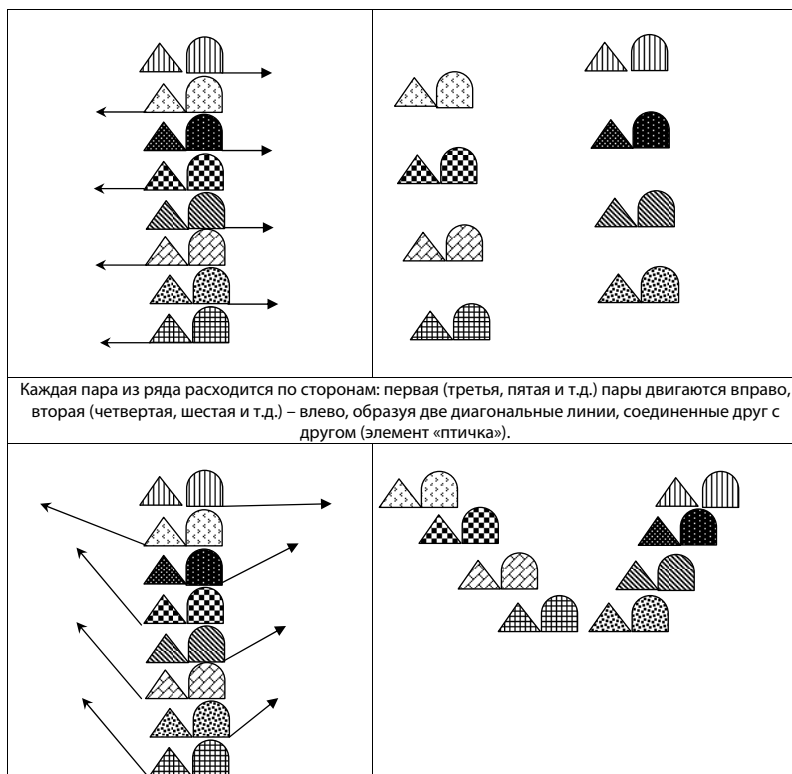 Каждая пара из ряда расходится по сторонам: первая (третья, пятая и т.д.) пары двигаются вправо,
вторая (четвертая, шестая и т.д.) – влево, образуя две диагональные линии, соединенные друг с
другом (элемент «птичка»).